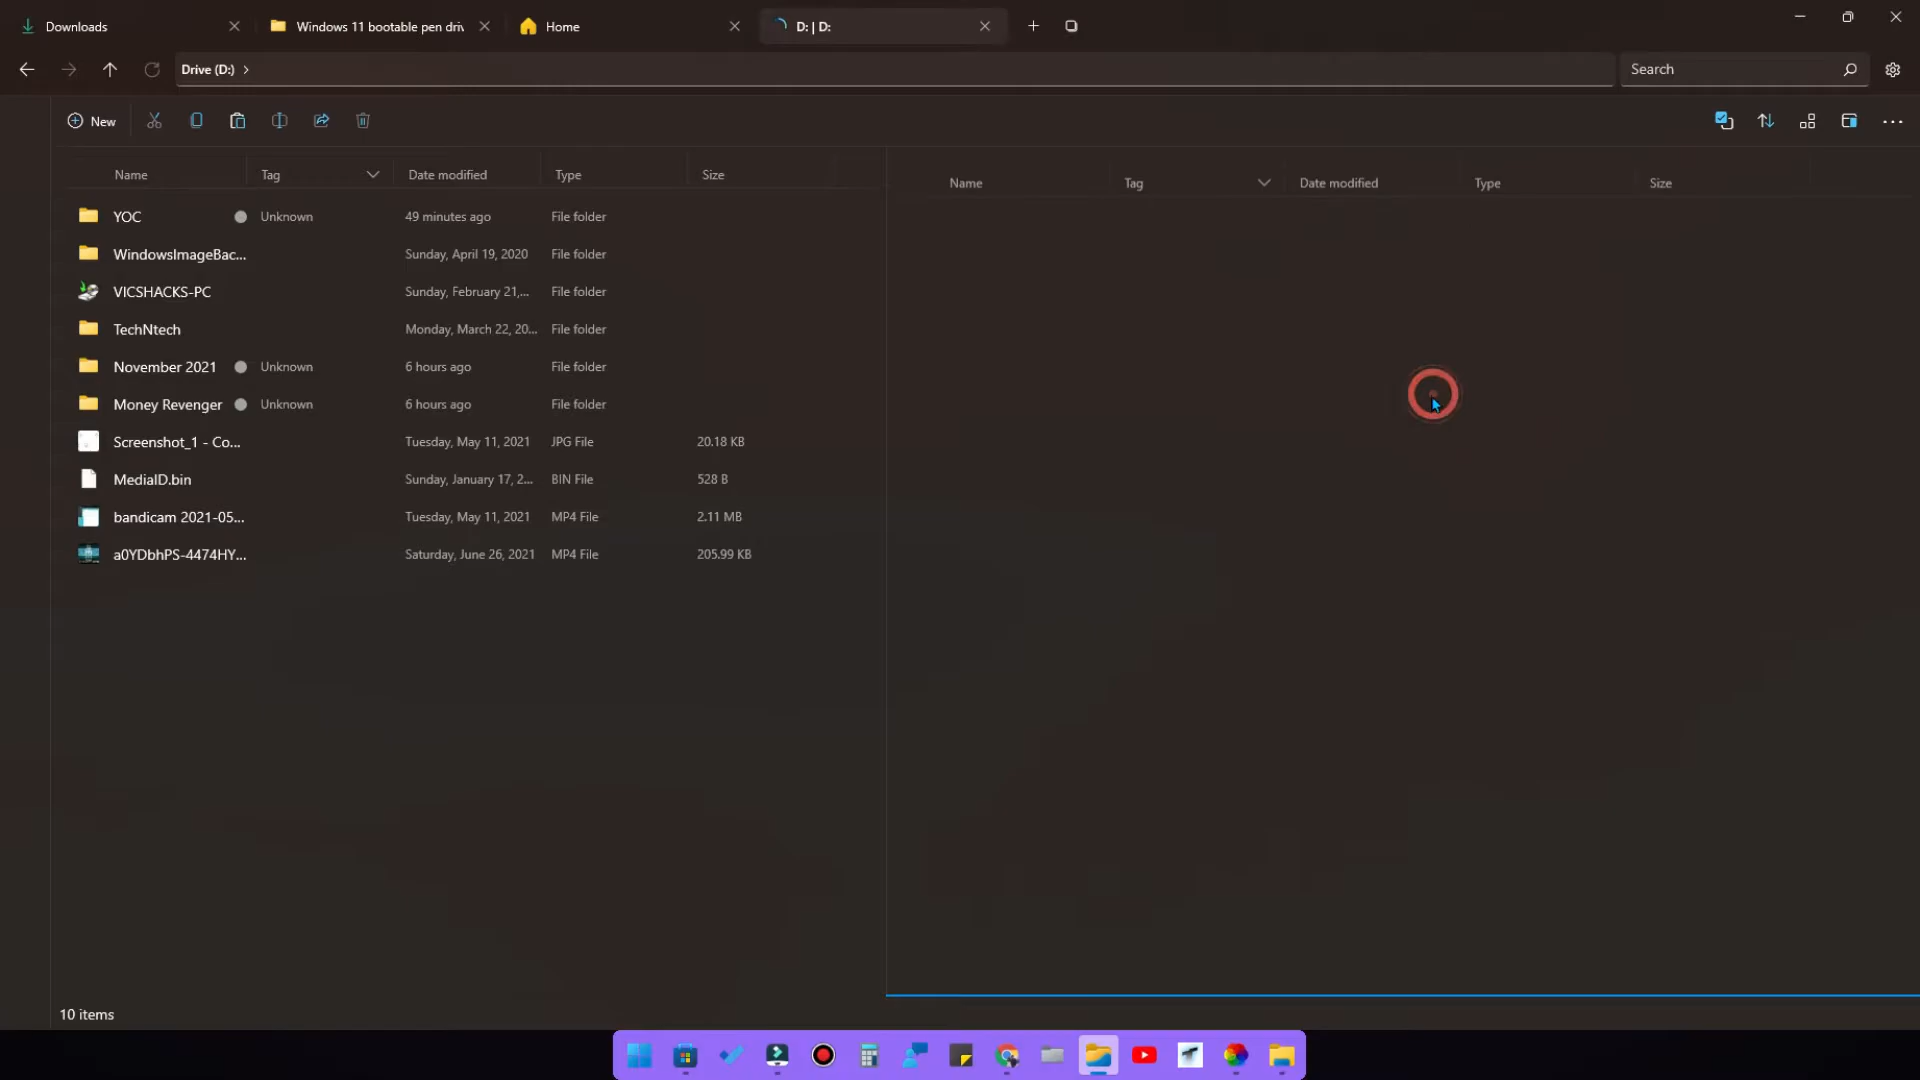 Downloads
Windows 11 bootable pen driv
Home
D: | D:
Drive (D:)
Search
New
Name Tag Date modified Type Size
YOC Unknown 49 minutes ago File folder
WindowsImageBac... Sunday, April 19, 2020 File folder
VICSHACKS-PC Sunday, February 21,... File folder
TechNtech Monday, March 22, 20... File folder
November 2021 Unknown 6 hours ago File folder
Money Revenger Unknown 6 hours ago File folder
Screenshot_1 - Co... Tuesday, May 11, 2021 JPG File 20.18 KB
MediaID.bin Sunday, January 17, 2... BIN File 528 B
bandicam 2021-05... Tuesday, May 11, 2021 MP4 File 2.11 MB
a0YDbhPS-4474HY... Saturday, June 26, 2021 MP4 File 205.99 KB
Name Tag Date modified Type Size
10 items